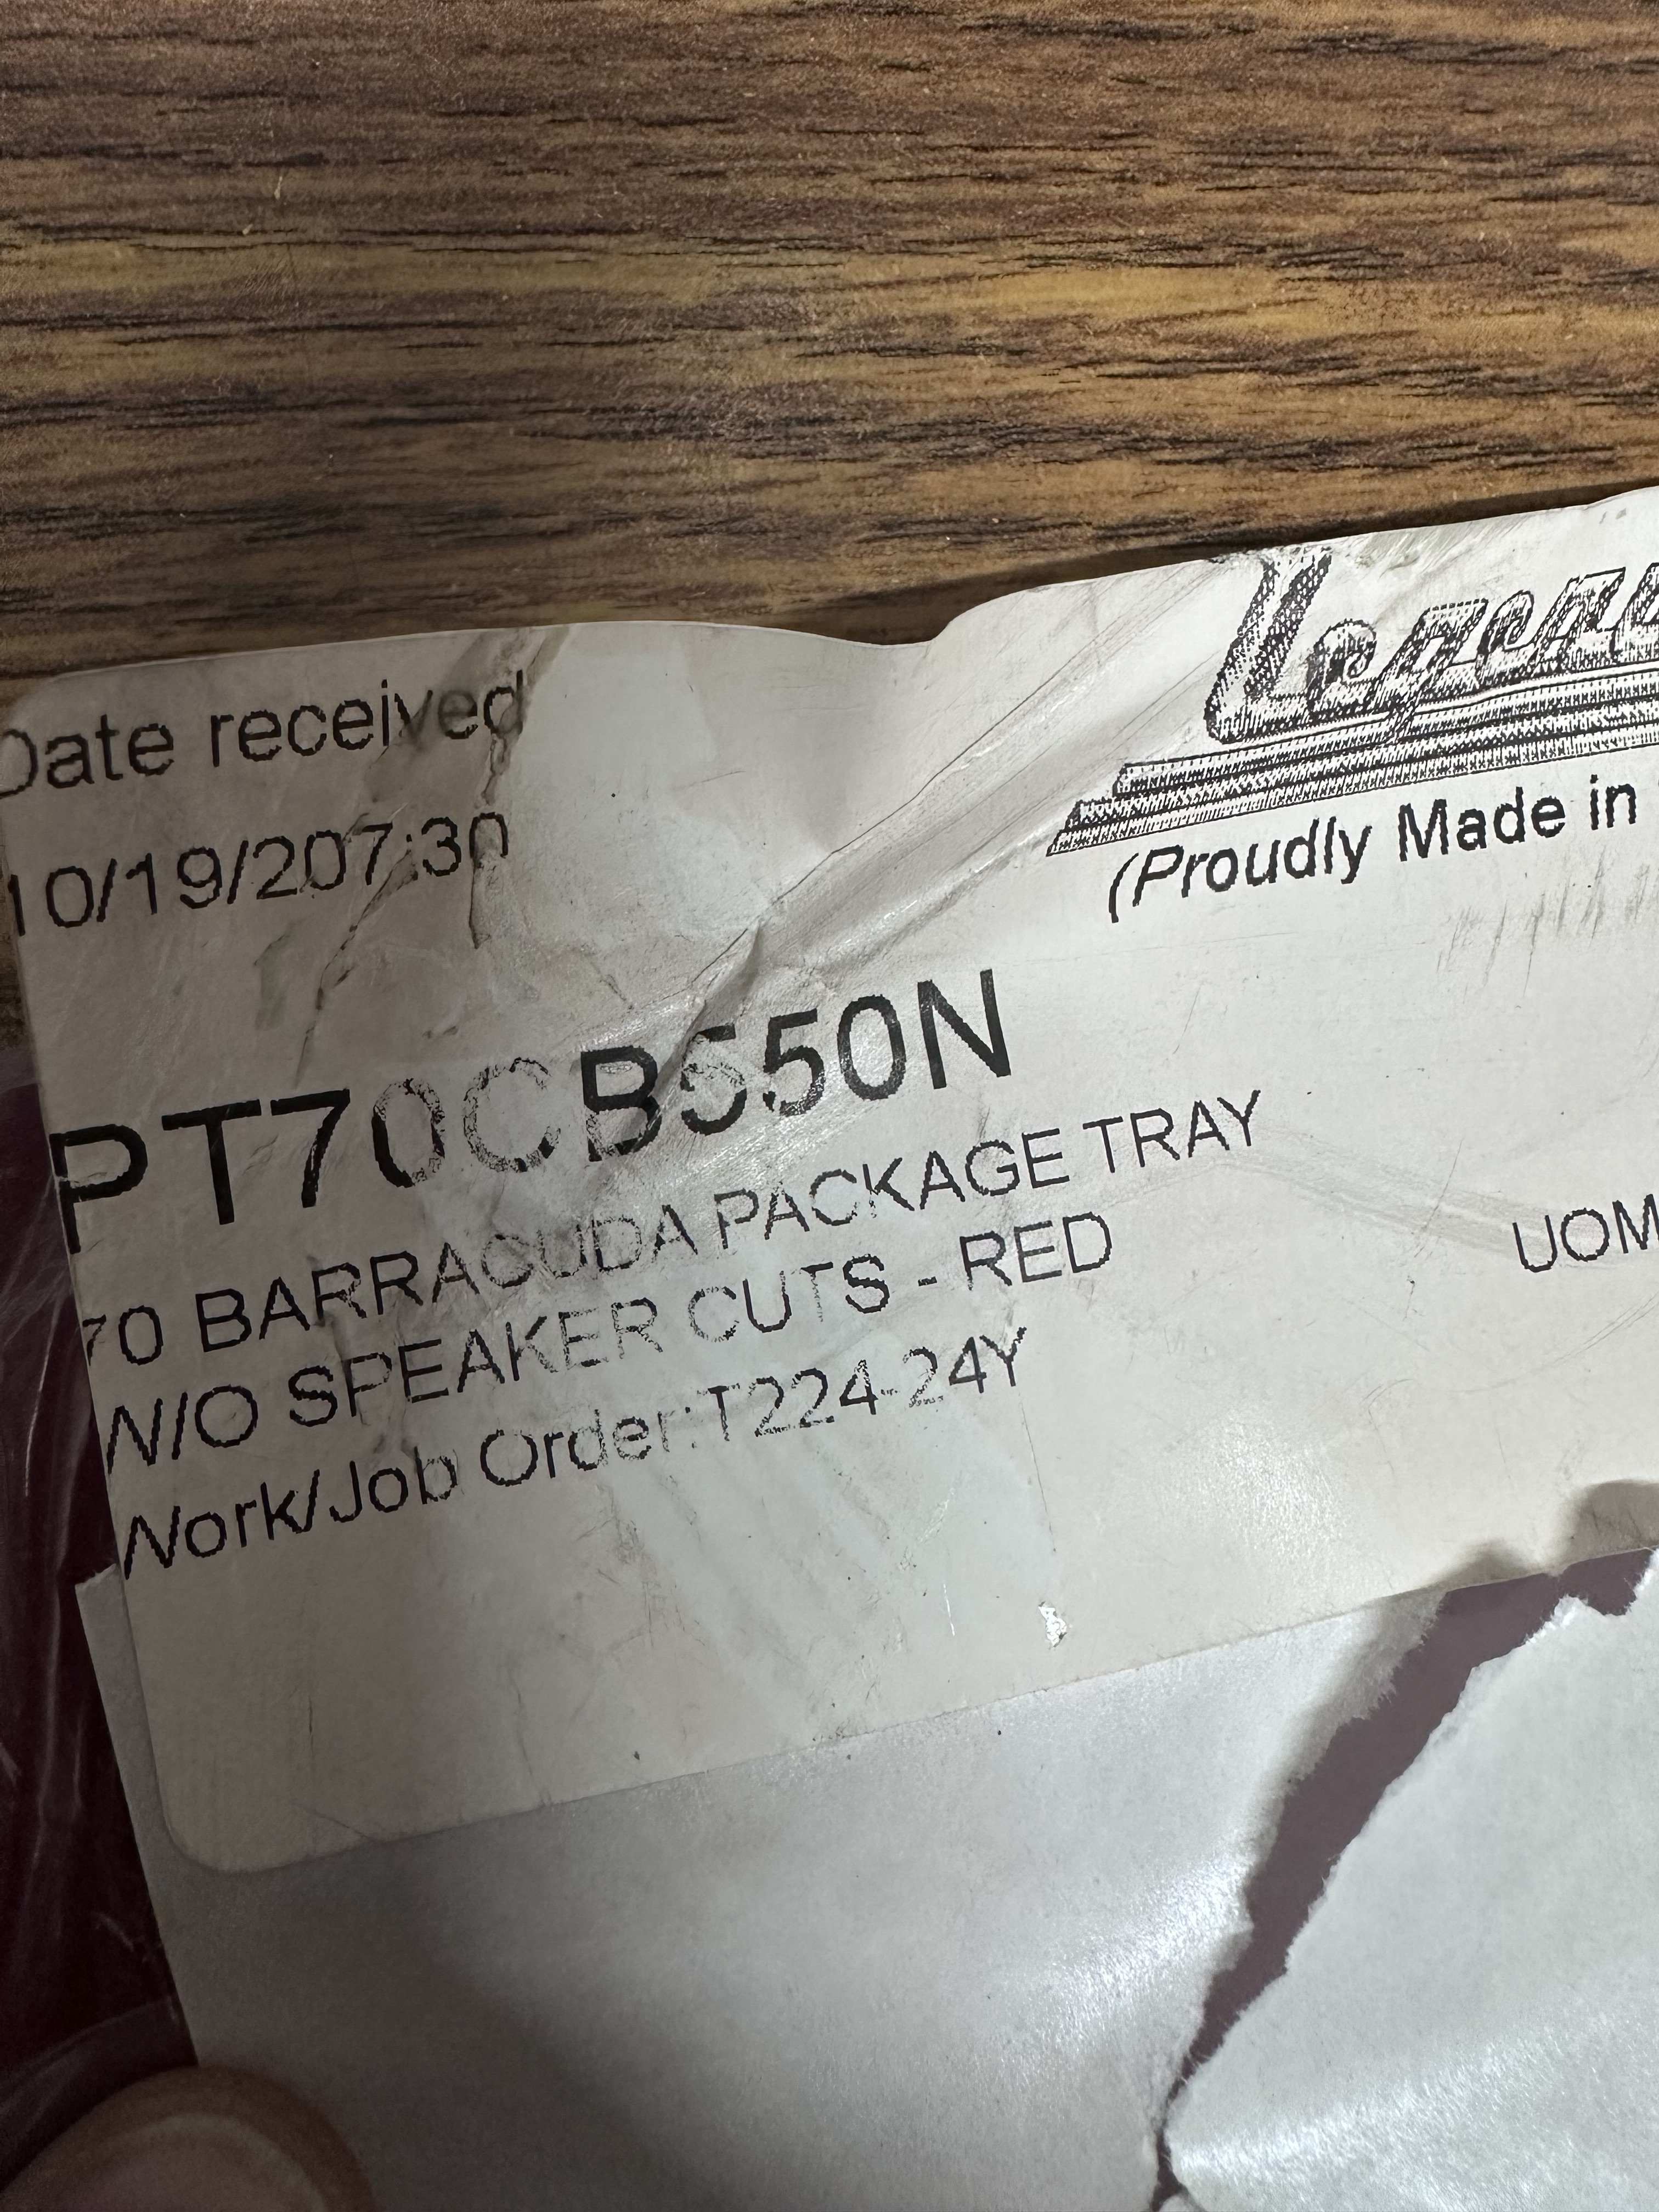 Date received
10/19/207:30
Legend
(Proudly Made in
PT70CB550N
70 BARRACUDA PACKAGE TRAY
N/O SPEAKER CUTS - RED
UOM
Work/Job Order:T224-24Y